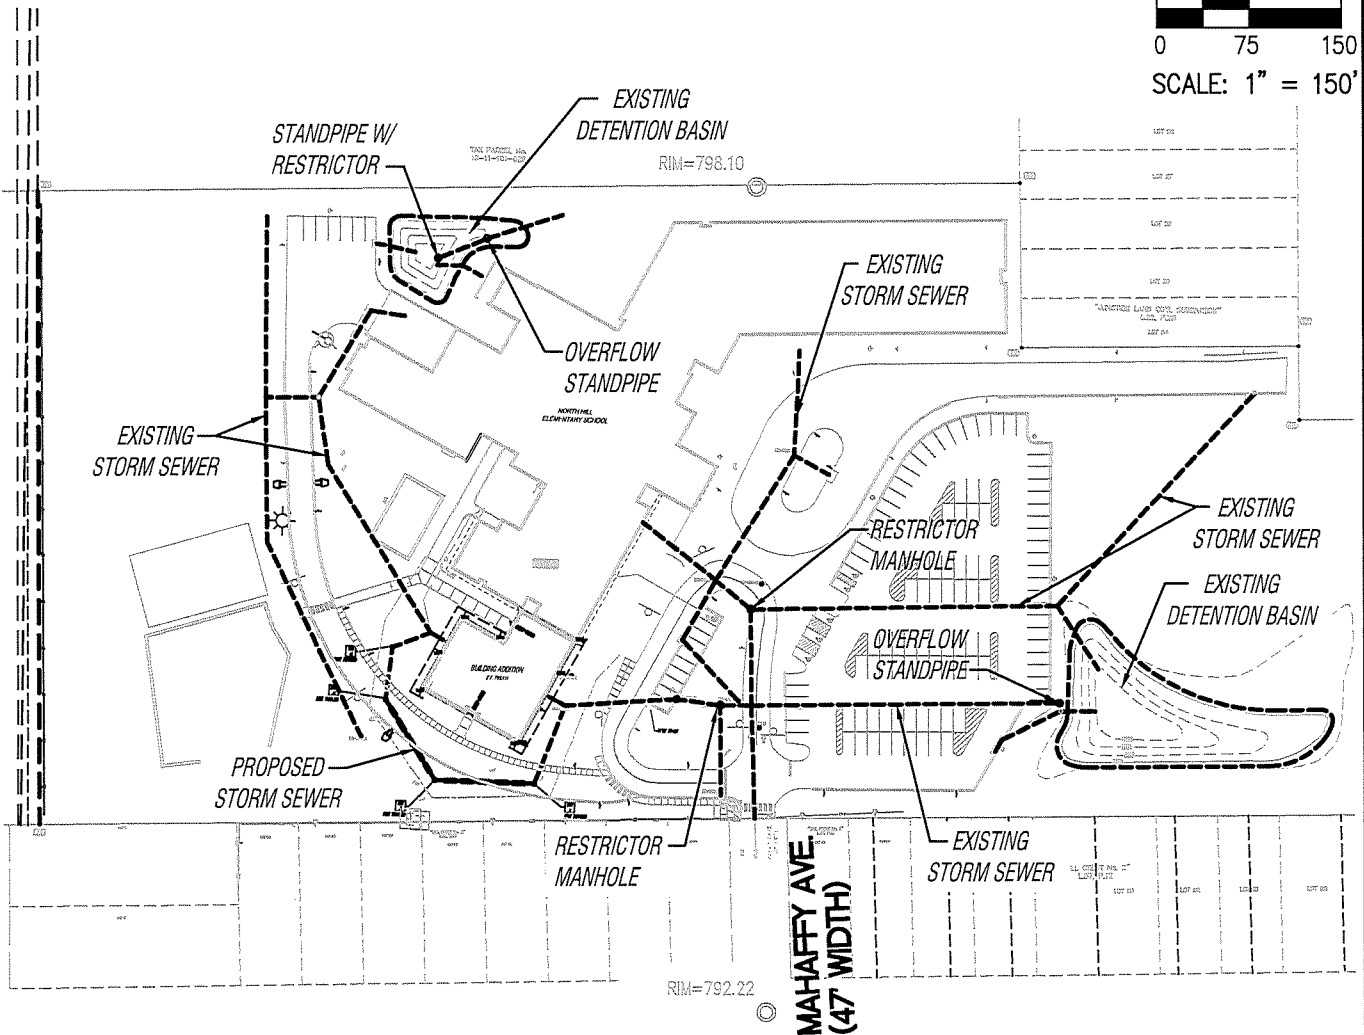 0 75 150
SCALE: 1" = 150'
EXISTING
DETENTION BASIN
STANDPIPE W/
RESTRICTOR
RIM=798.10
EXISTING
STORM SEWER
OVERFLOW
STANDPIPE
NORTH HILL
ELEMENTARY SCHOOL
EXISTING
STORM SEWER
EXISTING
STORM SEWER
RESTRICTOR
MANHOLE
EXISTING
DETENTION BASIN
OVERFLOW
STANDPIPE
BUILDING ADDITION
PROPOSED
STORM SEWER
RESTRICTOR
MANHOLE
EXISTING
STORM SEWER
MAHAFFY AVE.
(47' WIDTH)
RIM=792.22